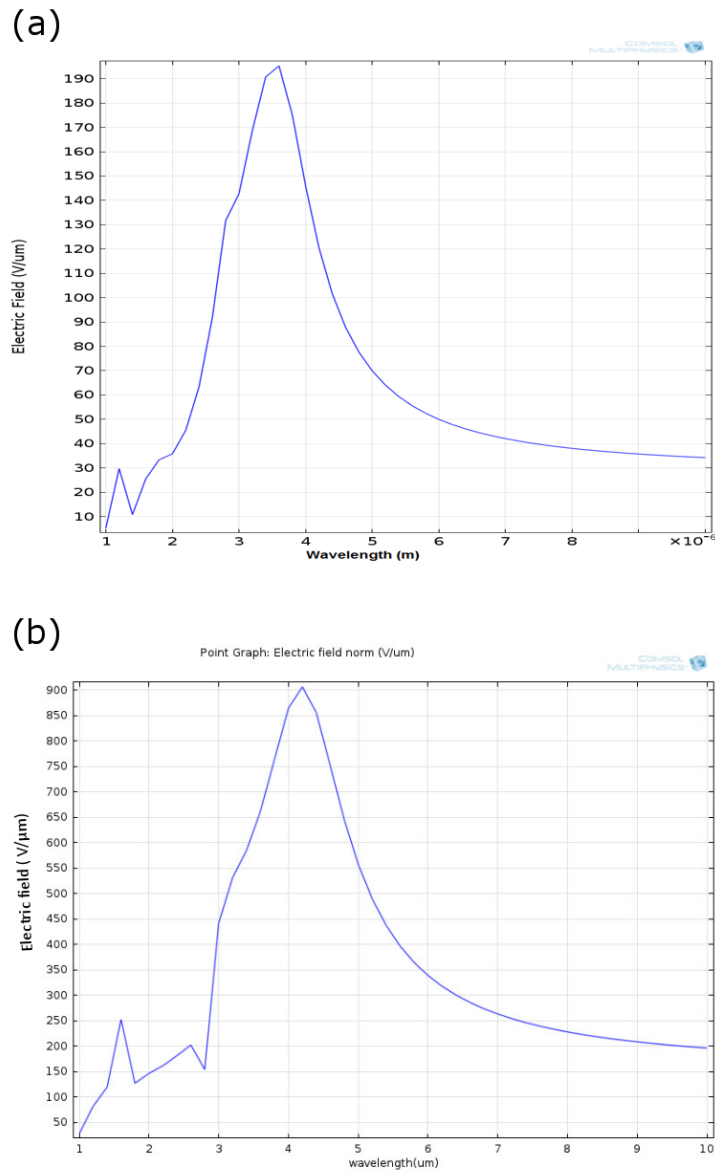 (a)
COMSOL
MULTIPHYSICS
190
180
170
160
150
140
130
120
110
100
90
80
70
60
50
40
30
20
10
Electric Field (V/um)
1 2 3 4 5 6 7 8 ×10⁻⁶
Wavelength (m)
(b)
Point Graph: Electric field norm (V/um)
COMSOL
MULTIPHYSICS
900
850
800
750
700
650
600
550
500
450
400
350
300
250
200
150
100
50
Electric field ( V/μm)
1 2 3 4 5 6 7 8 9 10
wavelength(um)